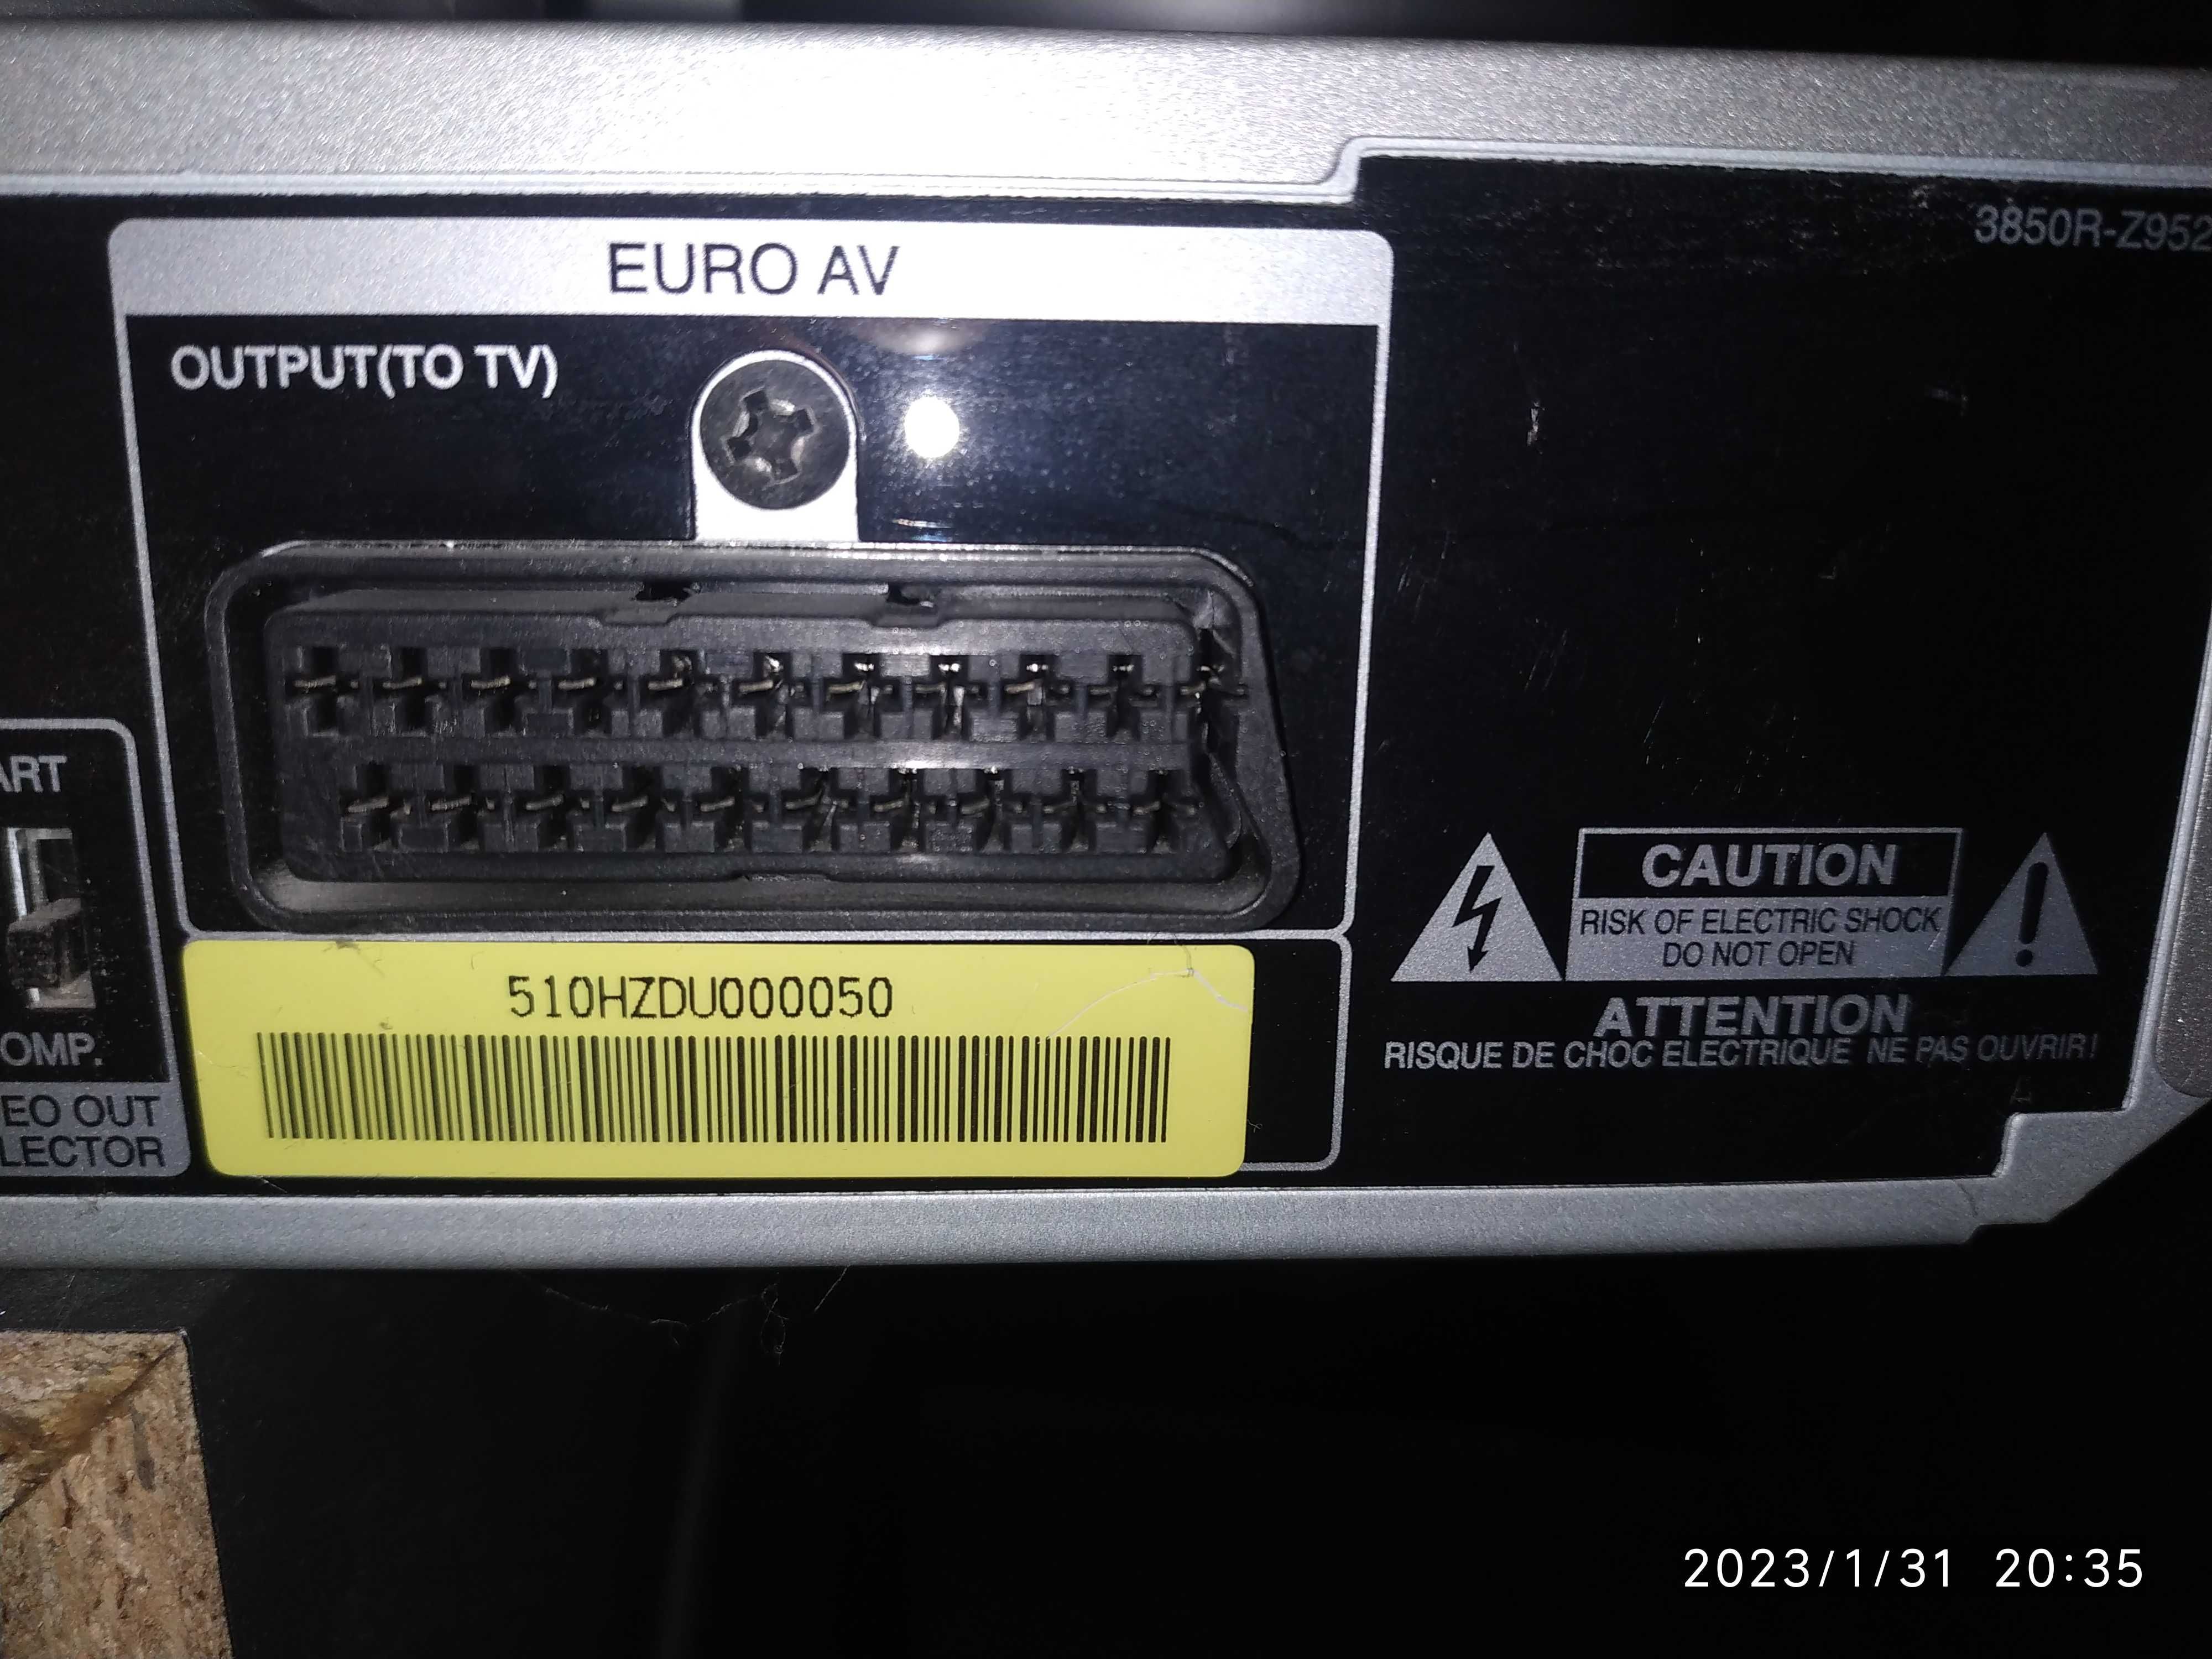 EURO AV
3850R-Z952
OUTPUT(TO TV)
ART
OMP.
EO OUT
LECTOR
510HZDU000050
CAUTION
RISK OF ELECTRIC SHOCK
DO NOT OPEN
ATTENTION
RISQUE DE CHOC ELECTRIQUE NE PAS OUVRIR!
2023/1/31 20:35